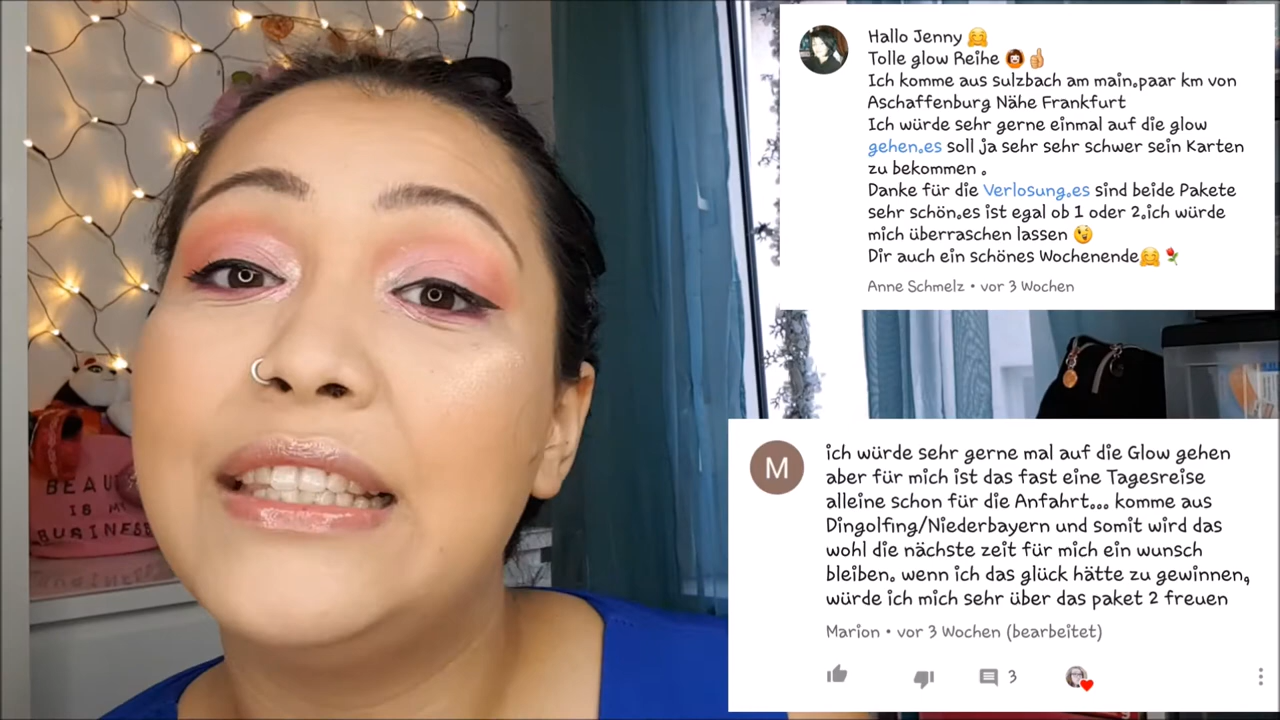 Hallo Jenny 🤗
Tolle glow Reihe 🙆👍
Ich komme aus sulzbach am main.paar km von
Aschaffenburg Nähe Frankfurt
Ich würde sehr gerne einmal auf die glow
gehen.es soll ja sehr sehr schwer sein Karten
zu bekommen .
Danke für die Verlosung.es sind beide Pakete
sehr schön.es ist egal ob 1 oder 2.ich würde
mich überraschen lassen 😲
Dir auch ein schönes Wochenende🤗🌹
Anne Schmelz • vor 3 Wochen
M
ich würde sehr gerne mal auf die Glow gehen
aber für mich ist das fast eine Tagesreise
alleine schon für die Anfahrt... komme aus
Dingolfing/Niederbayern und somit wird das
wohl die nächste zeit für mich ein wunsch
bleiben. wenn ich das glück hätte zu gewinnen,
würde ich mich sehr über das paket 2 freuen
Marion • vor 3 Wochen (bearbeitet)
3
IS M
BUSINESS